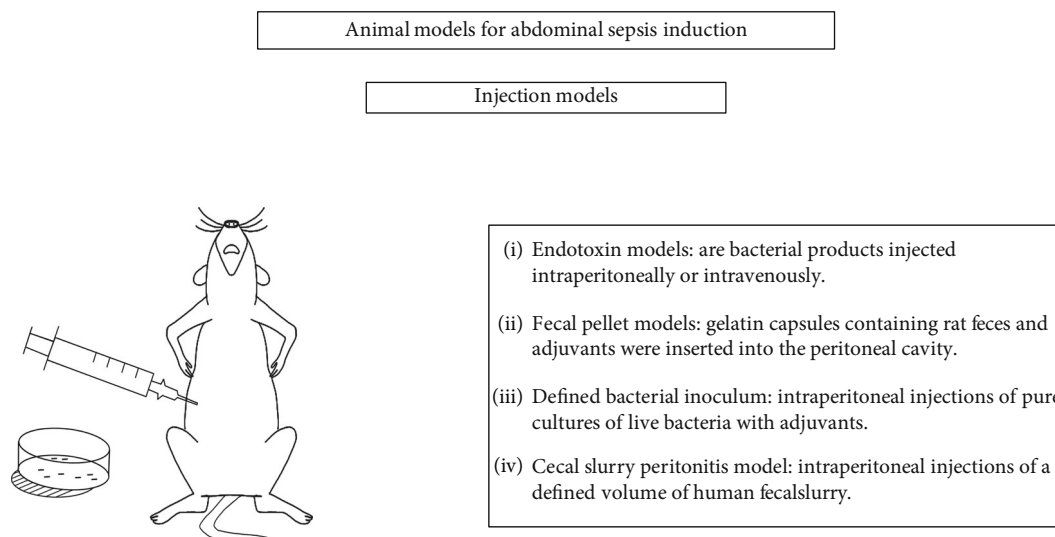 Animal models for abdominal sepsis induction
Injection models
(i) Endotoxin models: are bacterial products injected
intraperitoneally or intravenously.
(ii) Fecal pellet models: gelatin capsules containing rat feces and
adjuvants were inserted into the peritoneal cavity.
(iii) Defined bacterial inoculum: intraperitoneal injections of pure
cultures of live bacteria with adjuvants.
(iv) Cecal slurry peritonitis model: intraperitoneal injections of a
defined volume of human fecalslurry.